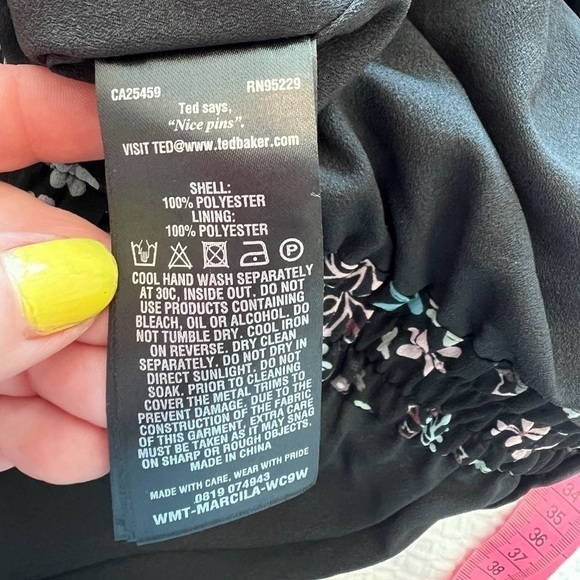 CA25459 RN95229
Ted says,
"Nice pins".
VISIT TED@www.tedbaker.com
SHELL:
100% POLYESTER
LINING:
100% POLYESTER
P
COOL HAND WASH SEPARATELY
AT 30C, INSIDE OUT. DO NOT
USE PRODUCTS CONTAINING
BLEACH, OIL OR ALCOHOL. DO
NOT TUMBLE DRY. COOL IRON
ON REVERSE. DRY CLEAN
SEPARATELY. DO NOT DRY IN
DIRECT SUNLIGHT. DO NOT
SOAK. PRIOR TO CLEANING
COVER THE METAL TRIMS TO
PREVENT DAMAGE. DUE TO THE
CONSTRUCTION OF THE FABRIC
OF THIS GARMENT, EXTRA CARE
MUST BE TAKEN AS IT MAY SNAG
ON SHARP OR ROUGH OBJECTS.
MADE IN CHINA
MADE WITH CARE, WEAR WITH PRIDE
0819 074943
WMT-MARCILA-WC9W
34
35
36
37
38